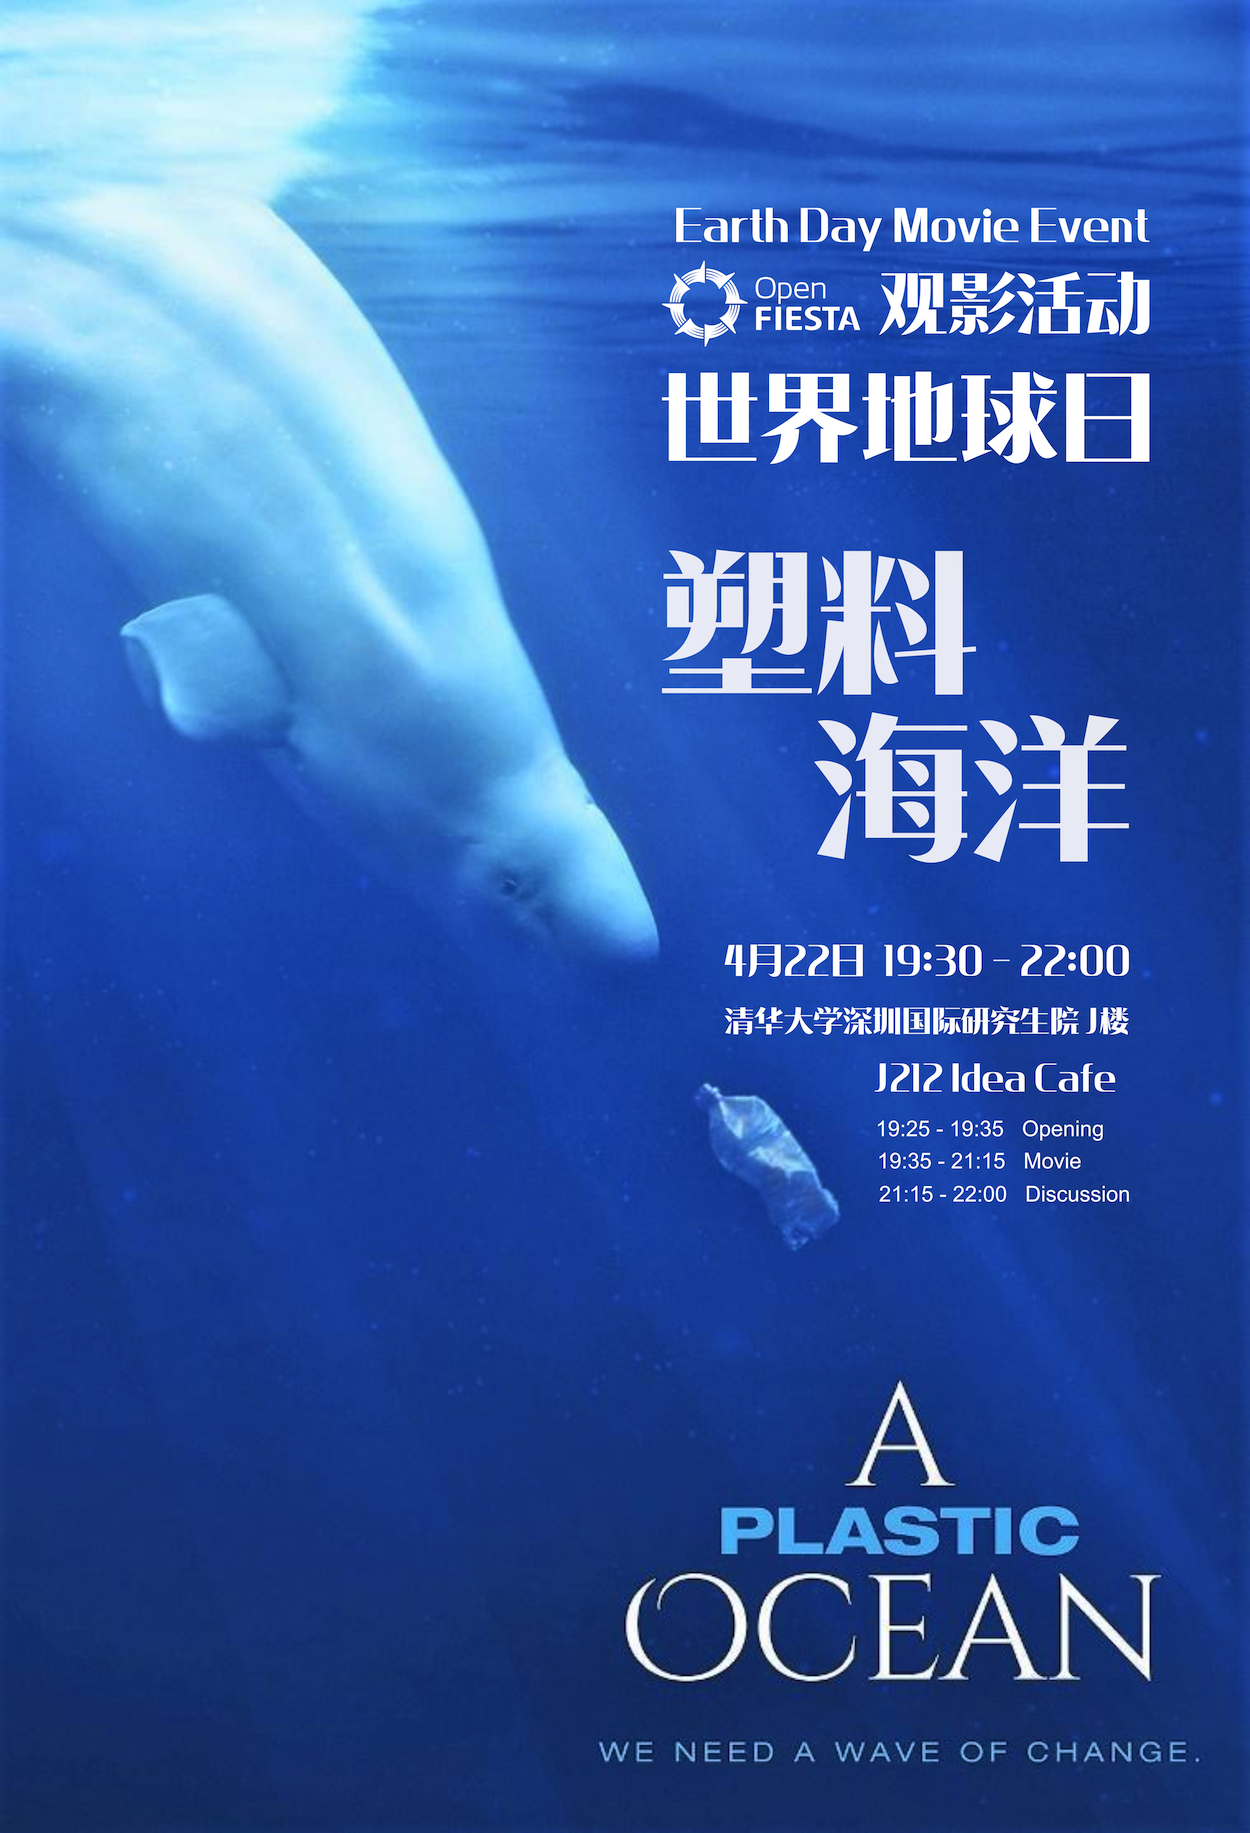 Earth Day Movie Event
Open FIESTA 观影活动
世界地球日
塑料
海洋
4月22日 19:30 - 22:00
清华大学深圳国际研究生院 J楼
J212 Idea Cafe
19:25 - 19:35 Opening
19:35 - 21:15 Movie
21:15 - 22:00 Discussion
A
PLASTIC
OCEAN
WE NEED A WAVE OF CHANGE.